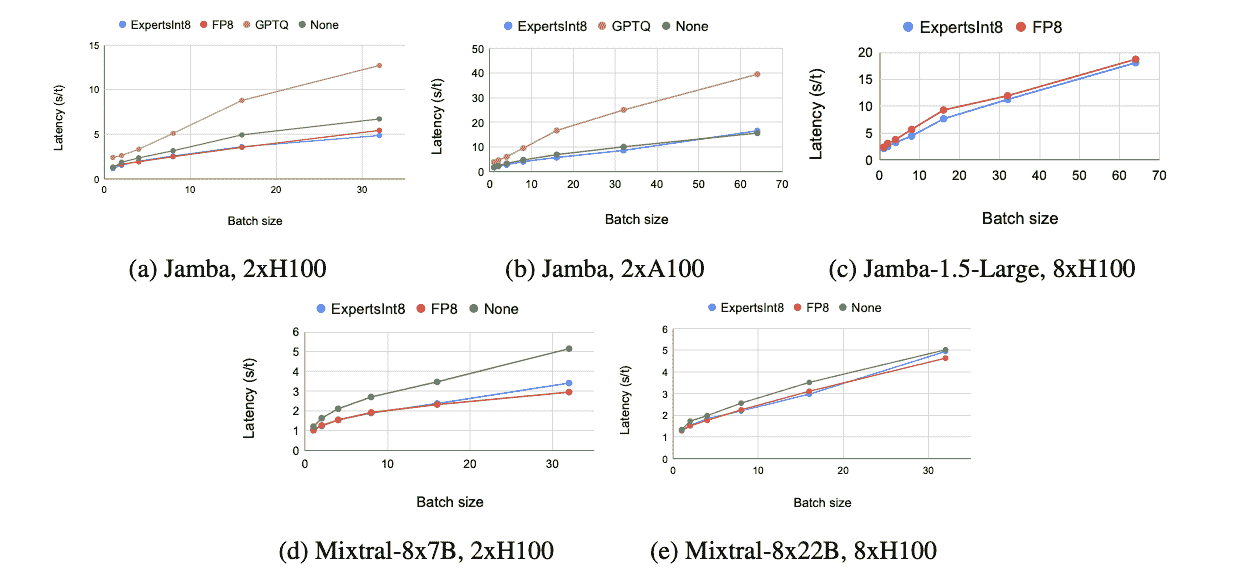 ExpertsInt8 FP8 GPTQ None
Latency (s/t)
15
10
5
0
0 10 20 30
Batch size
(a) Jamba, 2xH100
ExpertsInt8 GPTQ None
Latency (s/t)
50
40
30
20
10
0
0 10 20 30 40 50 60 70
Batch size
(b) Jamba, 2xA100
ExpertsInt8 FP8
Latency (s/t)
20
15
10
5
0
0 10 20 30 40 50 60 70
Batch size
(c) Jamba-1.5-Large, 8xH100
ExpertsInt8 FP8 None
Latency (s/t)
6
5
4
3
2
1
0
0 10 20 30
Batch size
(d) Mixtral-8x7B, 2xH100
ExpertsInt8 FP8 None
Latency (s/t)
6
5
4
3
2
1
0
0 10 20 30
Batch size
(e) Mixtral-8x22B, 8xH100